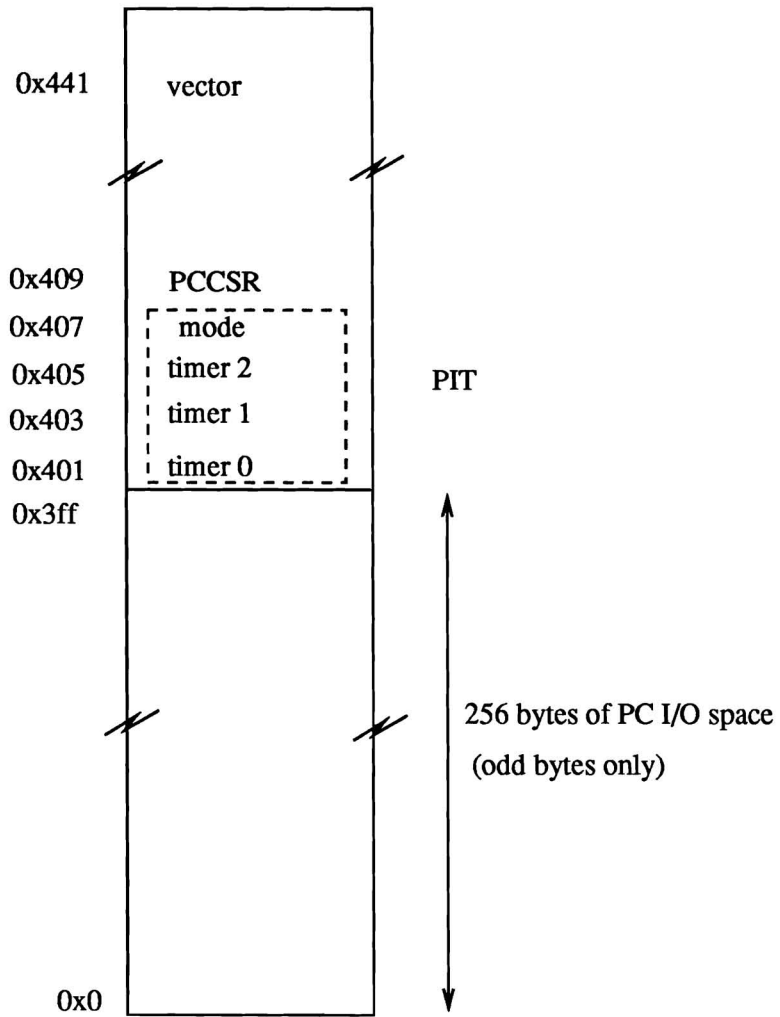 0x441 vector
0x409 PCCSR
0x407 mode
0x405 timer 2
PIT
0x403 timer 1
0x401 timer 0
0x3ff
256 bytes of PC I/O space
(odd bytes only)
0x0